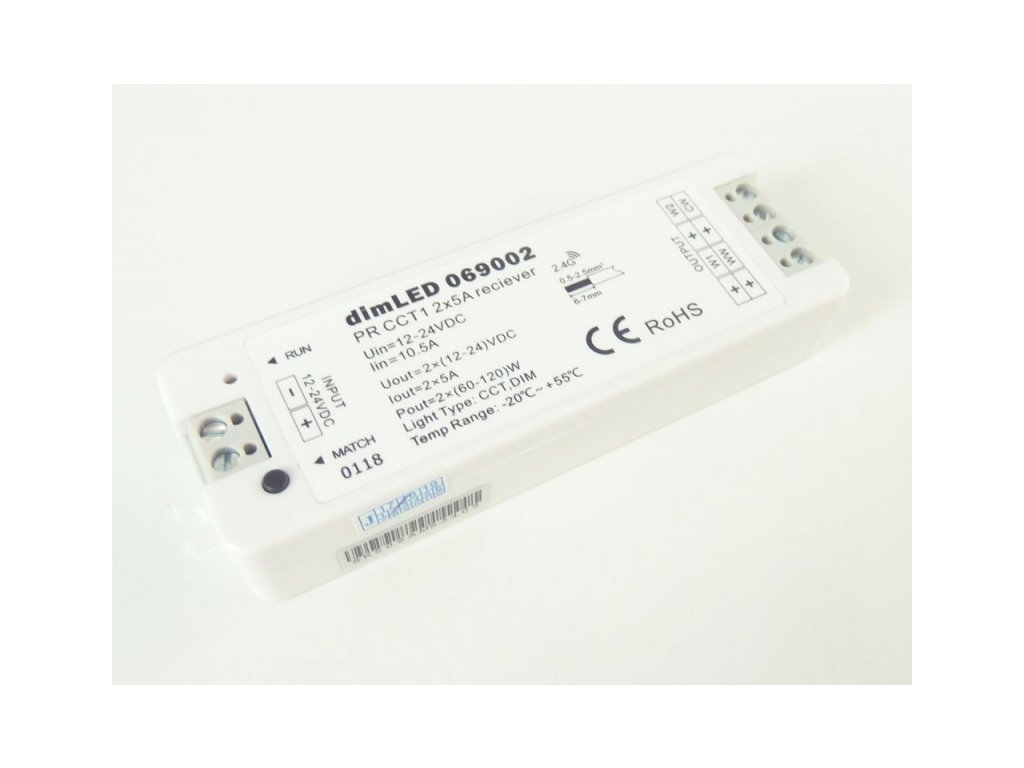 dimLED 069002
PR CCT1 2x5A reciever
Uin=12-24VDC
Iin=10.5A
Uout=2×(12-24)VDC
Iout=2x5A
Pout=2×(60-120)W
Light Type: CCT,DIM
Temp Range: -20℃~ +55℃
◄ RUN
INPUT
12-24VDC
- +
◄ MATCH
0118
2.4G
0.5-2.5mm²
6-7mm
CE RoHS
OUTPUT
W2 + W1 +
CW + WW +